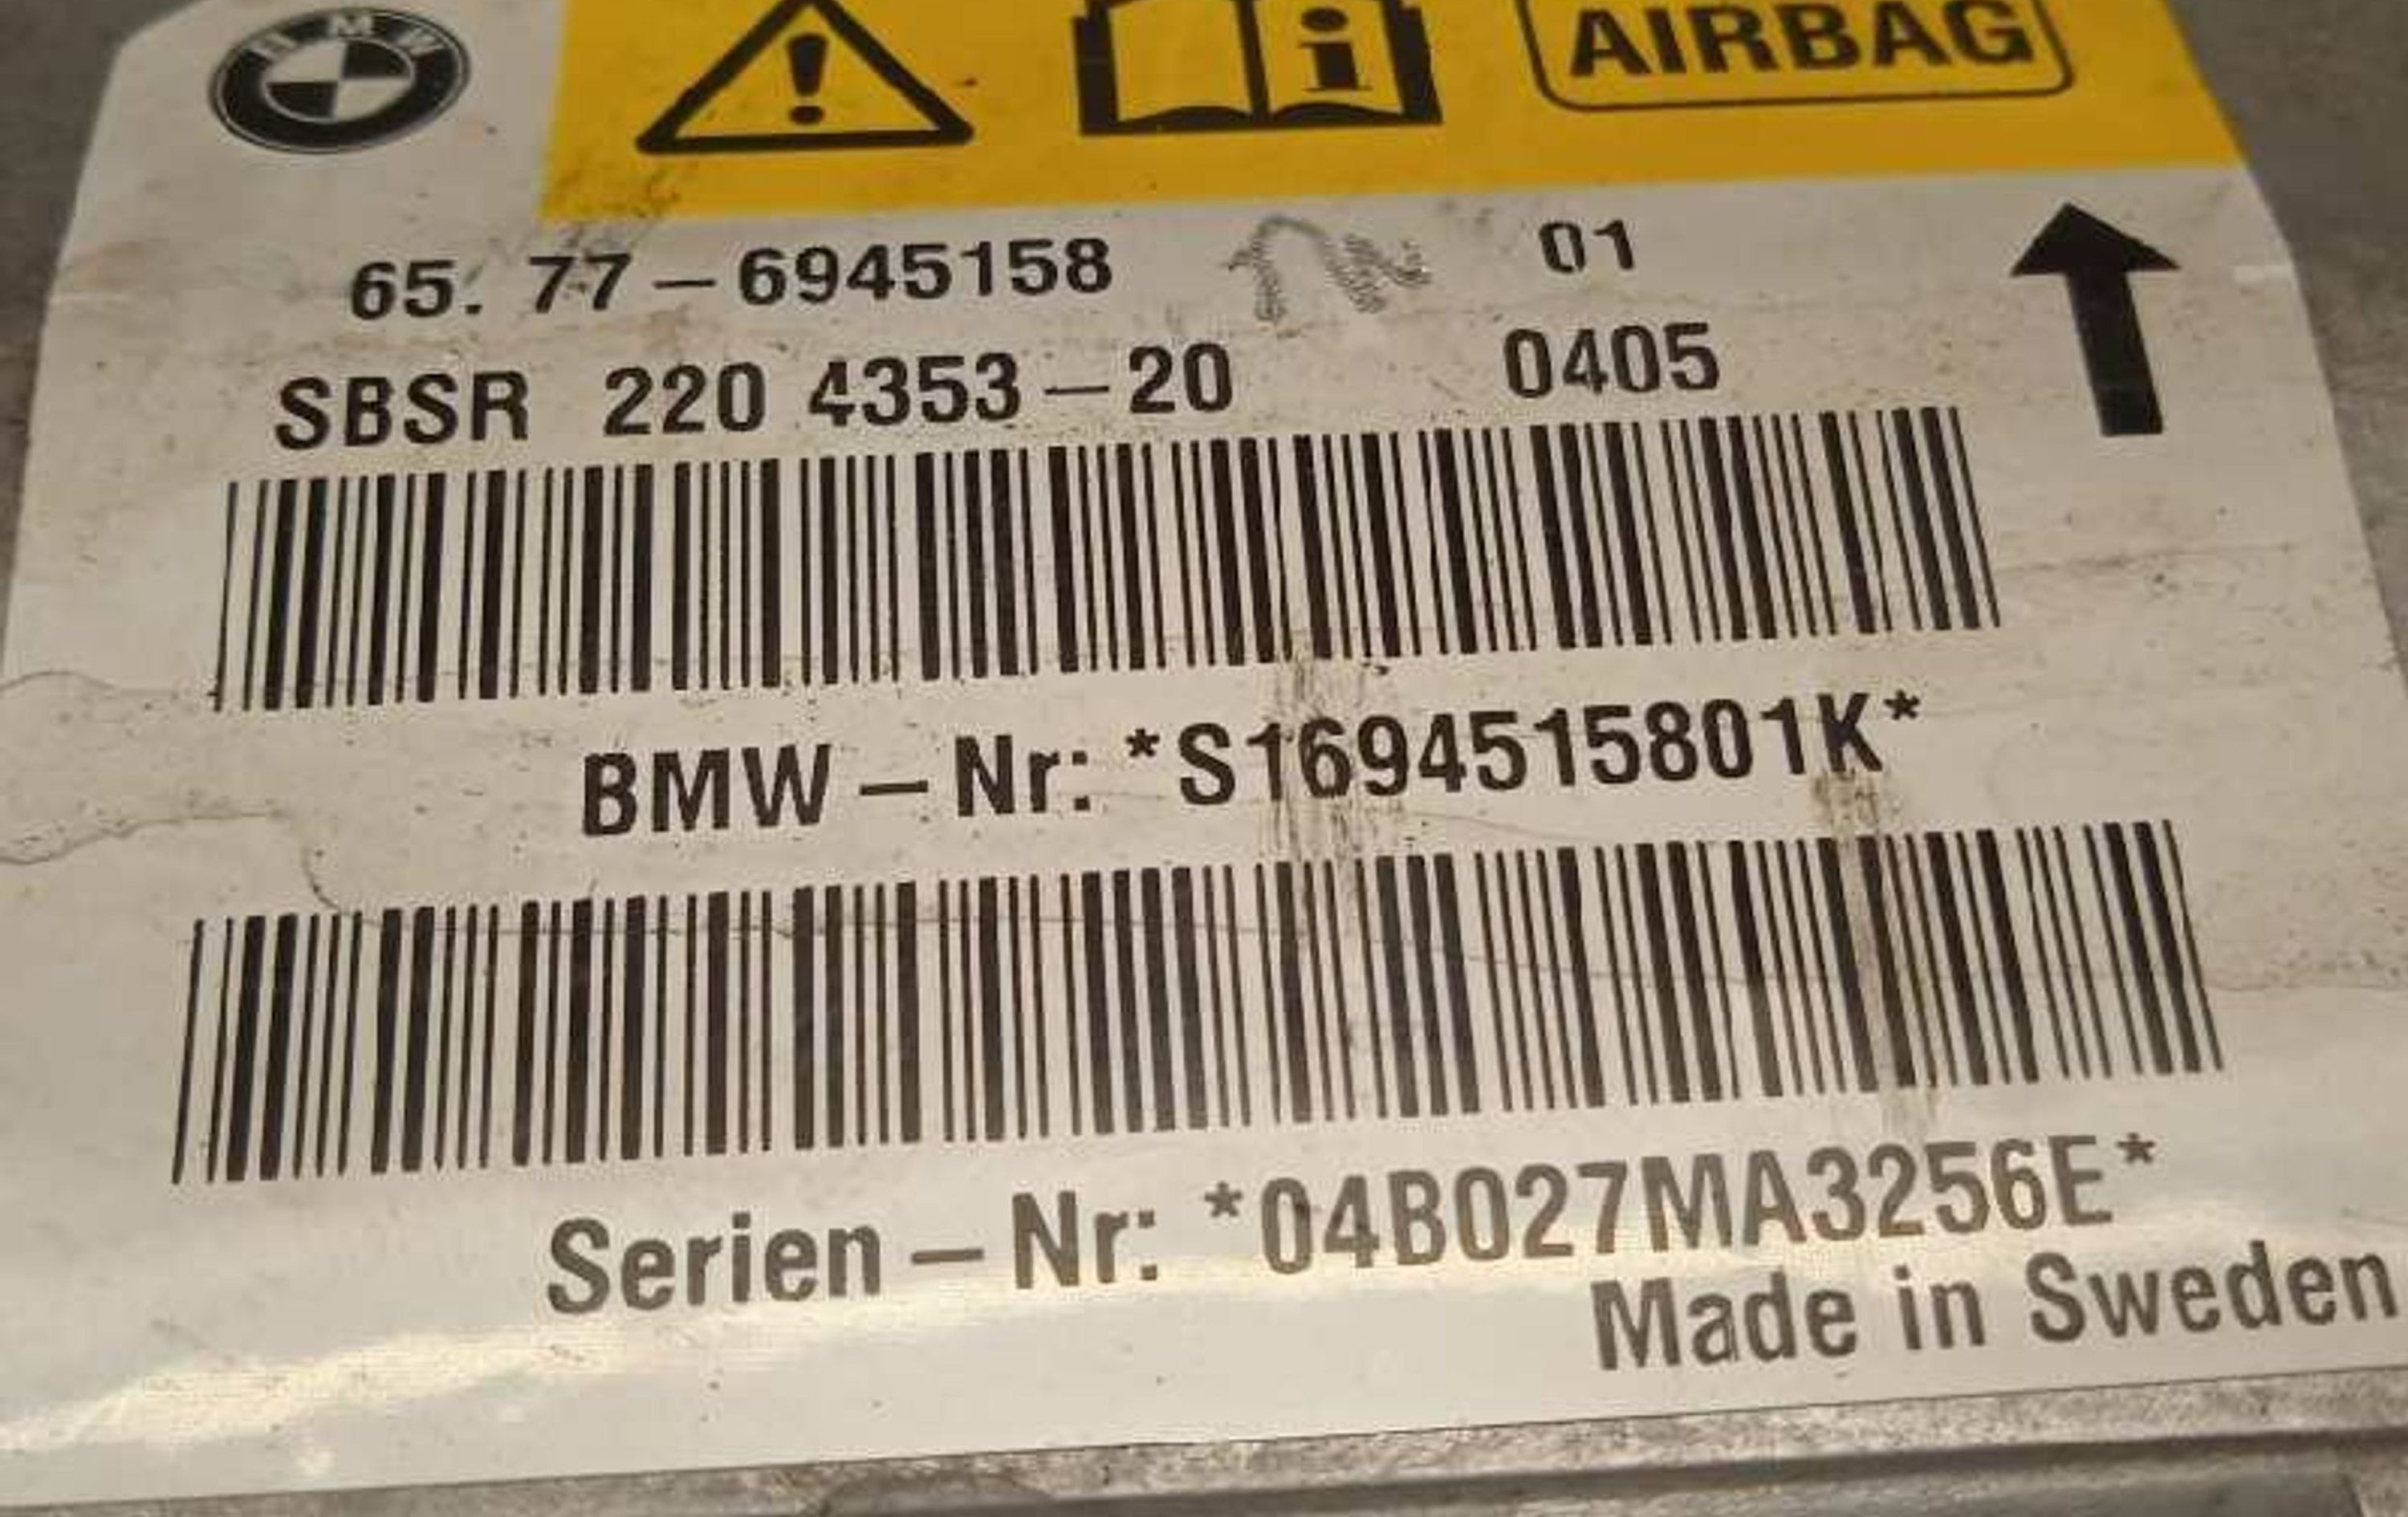 BMW
AIRBAG
65. 77-6945158 01
SBSR 220 4353-20 0405
BMW-Nr: *S1694515801K*
Serien-Nr: *04B027MA3256E*
Made in Sweden